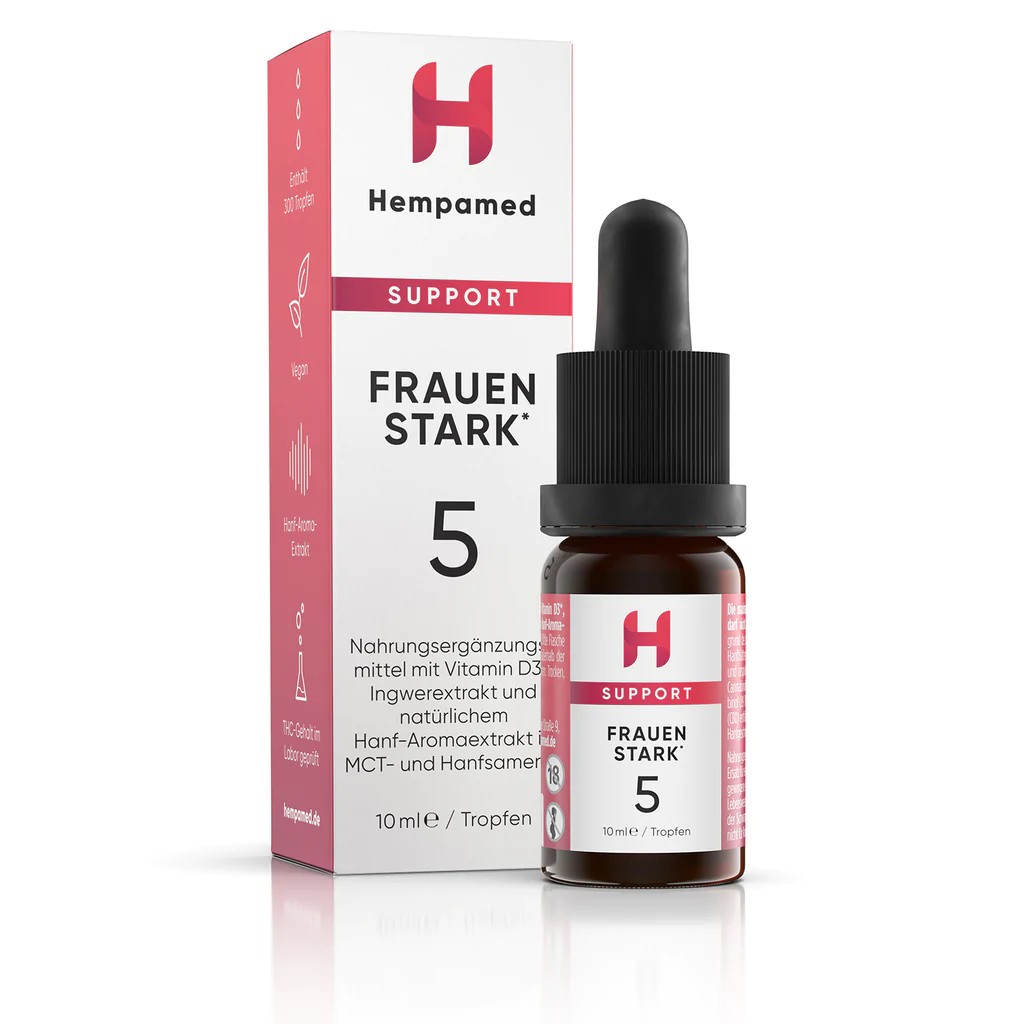 Enthält
300 Tropfen
Vegan
Hanf-Aroma-
Extrakt
THC-Gehalt im
Labor geprüft
hempamed.de
Hempamed
SUPPORT
FRAUEN
STARK*
5
Nahrungsergänzungs
mittel mit Vitamin D3
Ingwerextrakt und
natürlichem
Hanf-Aromaextrakt
MCT- und Hanfsamen
10 ml ℮ / Tropfen
SUPPORT
FRAUEN
STARK*
5
10 ml ℮ / Tropfen
18